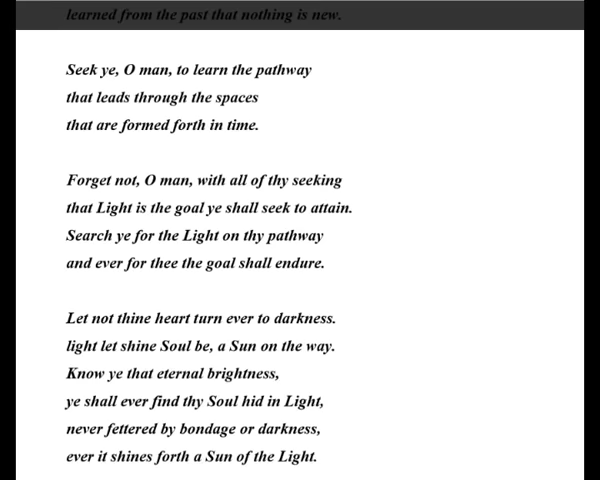 learned from the past that nothing is new.
Seek ye, O man, to learn the pathway
that leads through the spaces
that are formed forth in time.
Forget not, O man, with all of thy seeking
that Light is the goal ye shall seek to attain.
Search ye for the Light on thy pathway
and ever for thee the goal shall endure.
Let not thine heart turn ever to darkness.
light let shine Soul be, a Sun on the way.
Know ye that eternal brightness,
ye shall ever find thy Soul hid in Light,
never fettered by bondage or darkness,
ever it shines forth a Sun of the Light.